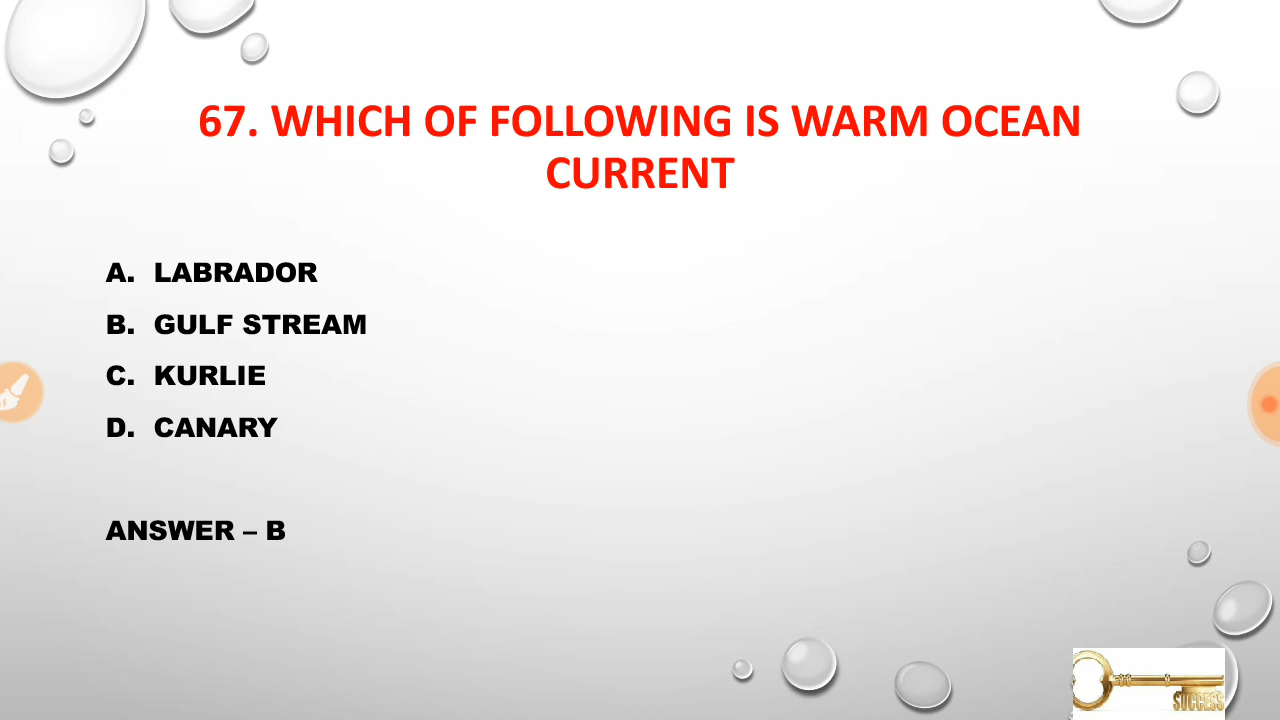 67. WHICH OF FOLLOWING IS WARM OCEAN
CURRENT
A. LABRADOR
B. GULF STREAM
C. KURLIE
D. CANARY
ANSWER – B
SUCCESS